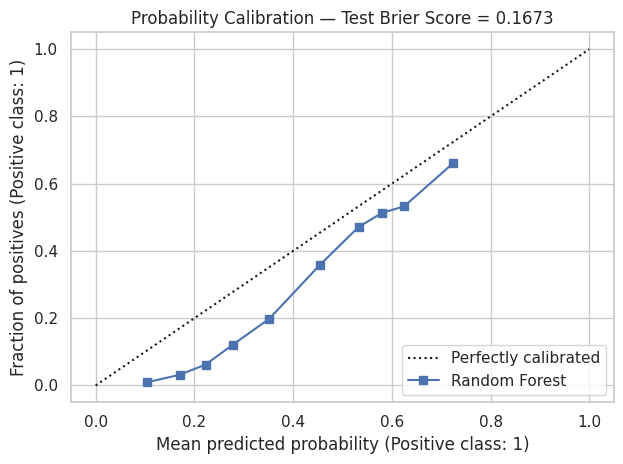 Probability Calibration — Test Brier Score = 0.1673
Fraction of positives (Positive class: 1)
1.0
0.8
0.6
0.4
0.2
0.0
Perfectly calibrated
Random Forest
0.0 0.2 0.4 0.6 0.8 1.0
Mean predicted probability (Positive class: 1)